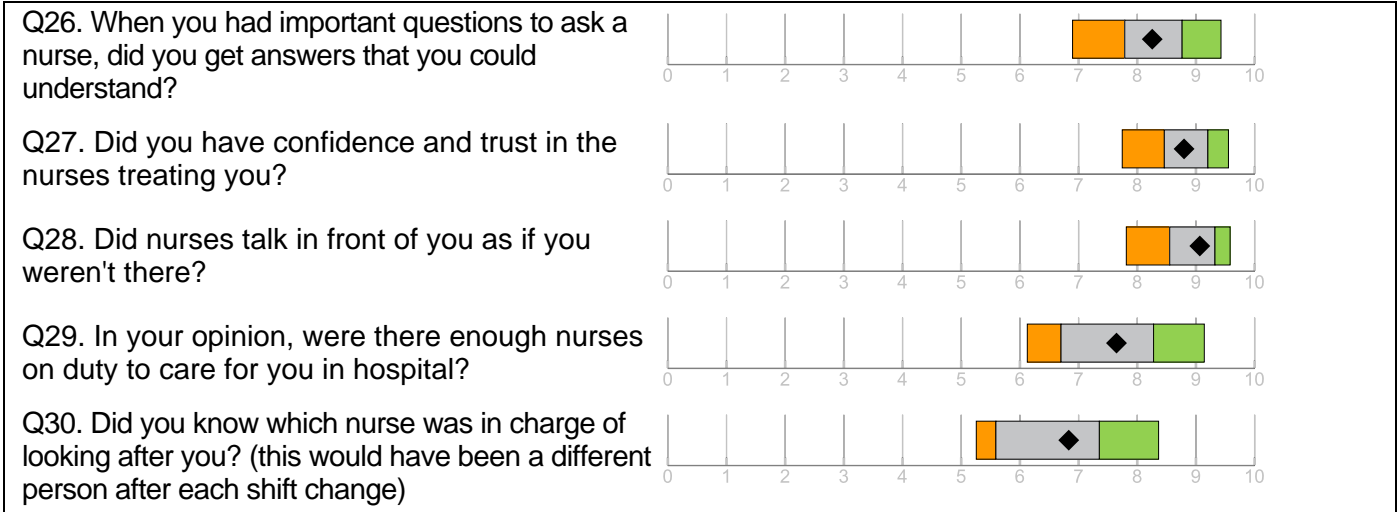 Q26. When you had important questions to ask a
nurse, did you get answers that you could
understand?
0 1 2 3 4 5 6 7 8 9 10
Q27. Did you have confidence and trust in the
nurses treating you?
0 1 2 3 4 5 6 7 8 9 10
Q28. Did nurses talk in front of you as if you
weren't there?
0 1 2 3 4 5 6 7 8 9 10
Q29. In your opinion, were there enough nurses
on duty to care for you in hospital?
0 1 2 3 4 5 6 7 8 9 10
Q30. Did you know which nurse was in charge of
looking after you? (this would have been a different
person after each shift change)
0 1 2 3 4 5 6 7 8 9 10